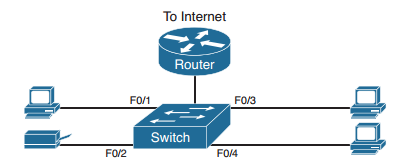 To Internet
Router
F0/1
F0/3
Switch
F0/2
F0/4